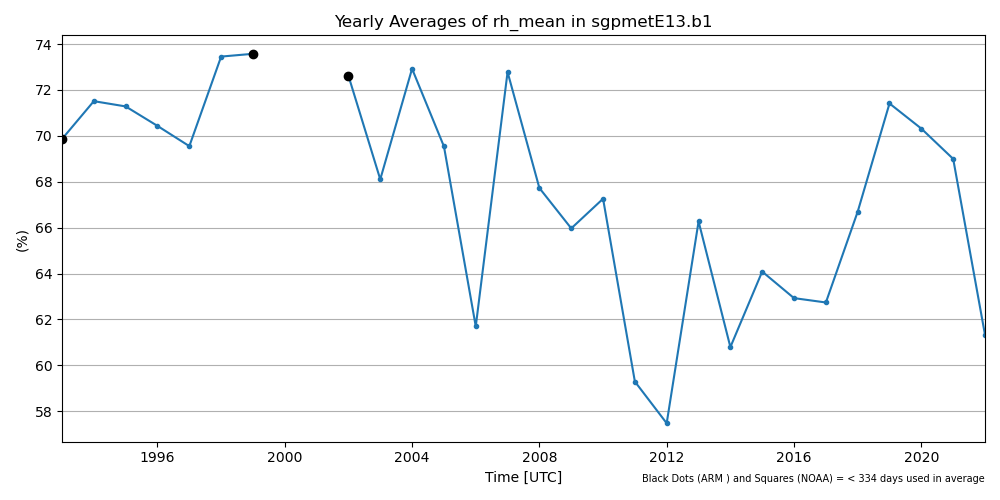 Yearly Averages of rh_mean in sgpmetE13.b1
74
72
70
68
66
64
62
60
58
(%)
1996 2000 2004 2008 2012 2016 2020
Time [UTC]
Black Dots (ARM ) and Squares (NOAA) = < 334 days used in average